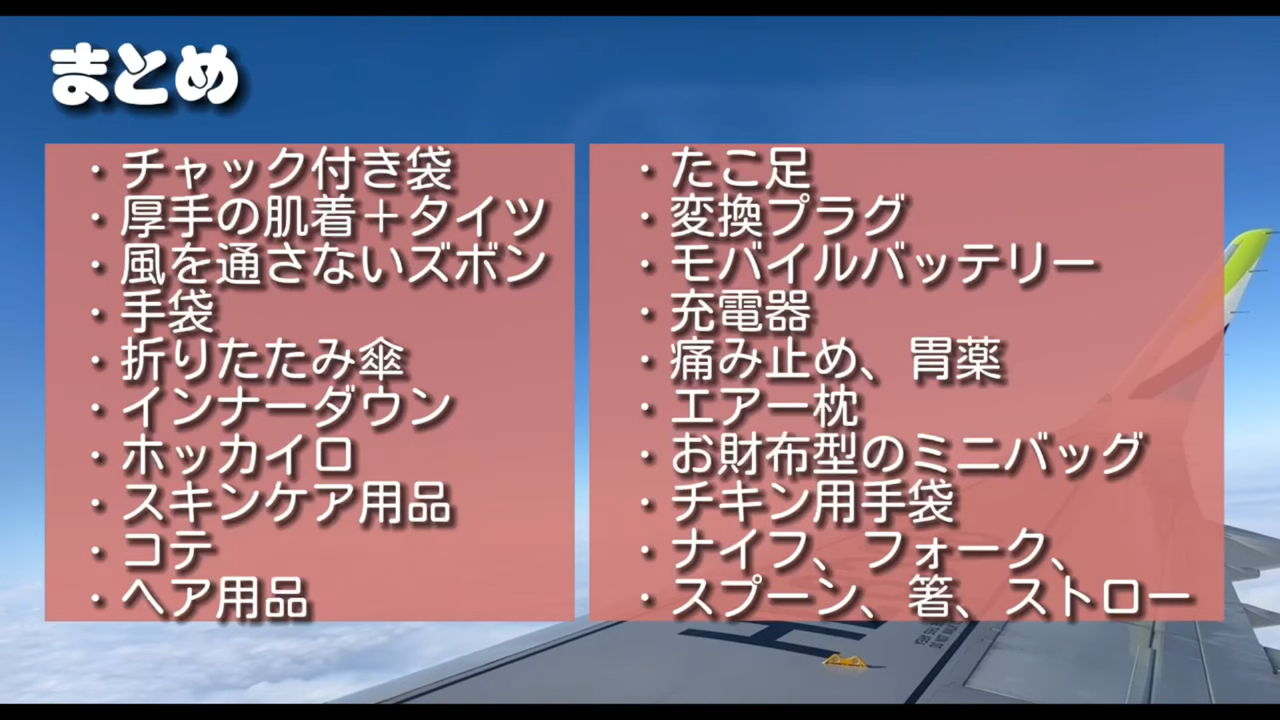 まとめ
・チャック付き袋
・厚手の肌着＋タイツ
・風を通さないズボン
・手袋
・折りたたみ傘
・インナーダウン
・ホッカイロ
・スキンケア用品
・コテ
・ヘア用品
・たこ足
・変換プラグ
・モバイルバッテリー
・充電器
・痛み止め、胃薬
・エアー枕
・お財布型のミニバッグ
・チキン用手袋
・ナイフ、フォーク、
・スプーン、箸、ストロー